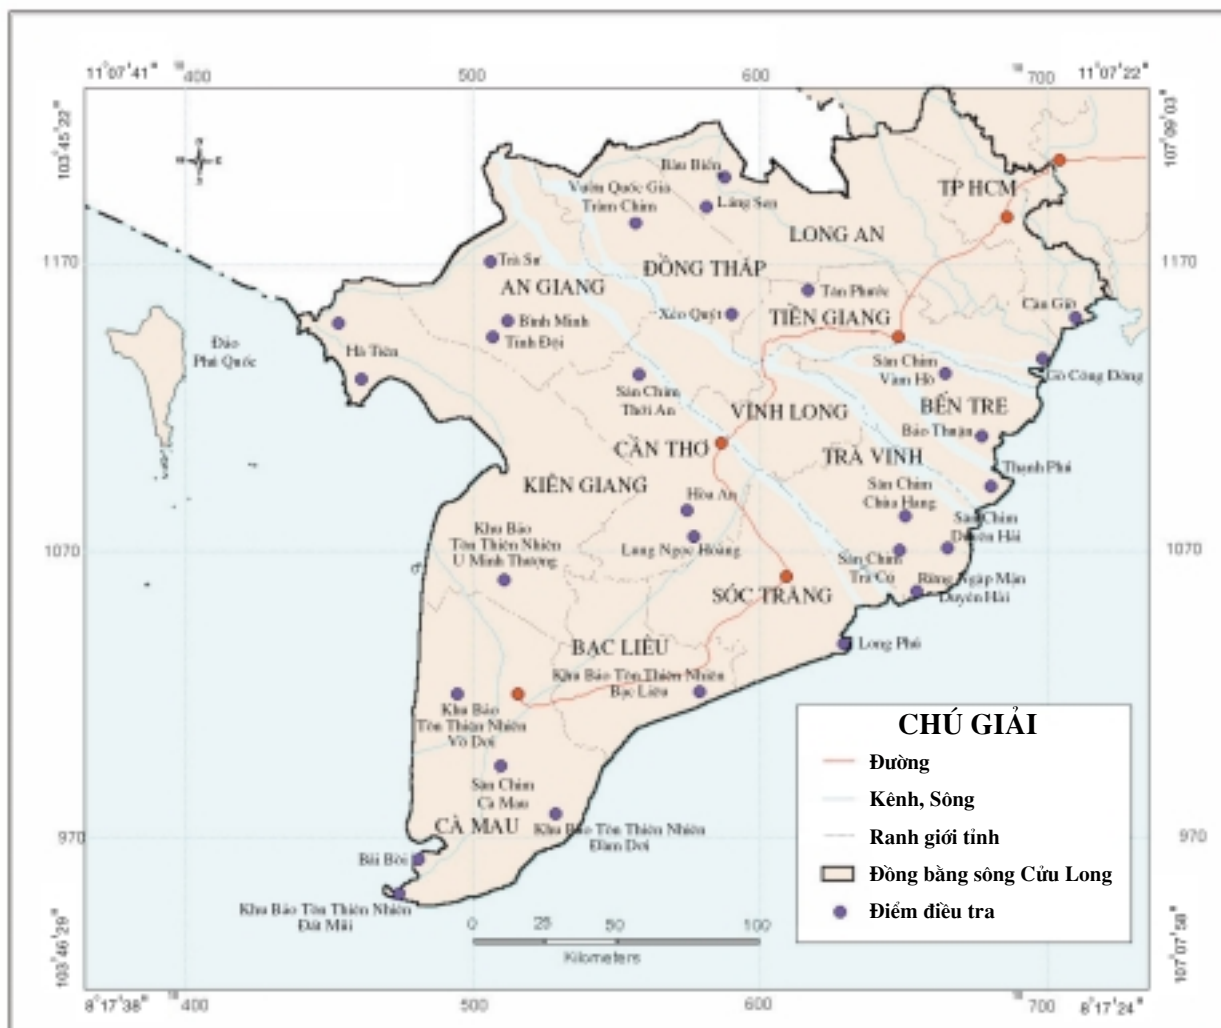 11°07'41"
400
500
600
700
11°07'22"
103°45'22"
107°09'03"
Bàu Biển
TP HCM
Vườn Quốc Gia
Tràm Chim
Láng Sen
LONG AN
1170
1170
Trà Sư
ĐỒNG THÁP
AN GIANG
Tân Phước
Cần Giờ
Xẻo Quýt
TIỀN GIANG
Bình Minh
Tinh Đội
Đảo
Phú Quốc
Hà Tiên
Sân Chim
Vàm Hồ
Gò Công Đông
Sân Chim
Thới An
VĨNH LONG
BẾN TRE
Bảo Thuận
CẦN THƠ
TRÀ VINH
Thạnh Phú
KIÊN GIANG
Sân Chim
Chùa Hang
Hòa An
Sân Chim
Duyên Hải
Khu Bảo
Tồn Thiên Nhiên
U Minh Thượng
Lung Ngọc Hoàng
1070
1070
Sân Chim
Trà Cú
Rừng Ngập Mặn
Duyên Hải
SÓC TRĂNG
BẠC LIÊU
Long Phú
Khu Bảo Tồn Thiên Nhiên
Bạc Liêu
Khu Bảo
Tồn Thiên Nhiên
Vồ Dơi
Sân Chim
Cà Mau
CÀ MAU
Khu Bảo Tồn Thiên Nhiên
Đầm Dơi
970
970
Bãi Bồi
Khu Bảo Tồn Thiên Nhiên
Đất Mũi
CHÚ GIẢI
Đường
Kênh, Sông
Ranh giới tỉnh
Đồng bằng sông Cửu Long
Điểm điều tra
0 25 50 100
Kilometers
103°46'29"
107°07'58"
8°17'38"
400
500
600
700
8°17'24"